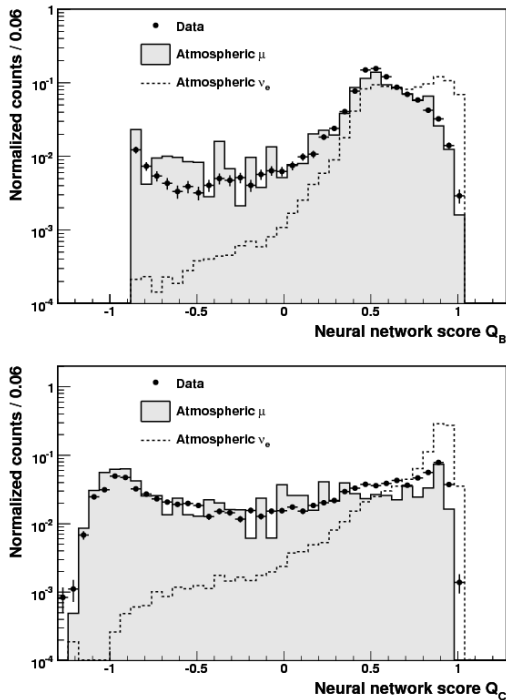 Normalized counts / 0.06
1
10⁻¹
10⁻²
10⁻³
10⁻⁴
Data
Atmospheric μ
Atmospheric νₑ
-1 -0.5 0 0.5 1
Neural network score Q_B
Normalized counts / 0.06
1
10⁻¹
10⁻²
10⁻³
10⁻⁴
Data
Atmospheric μ
Atmospheric νₑ
-1 -0.5 0 0.5 1
Neural network score Q_C